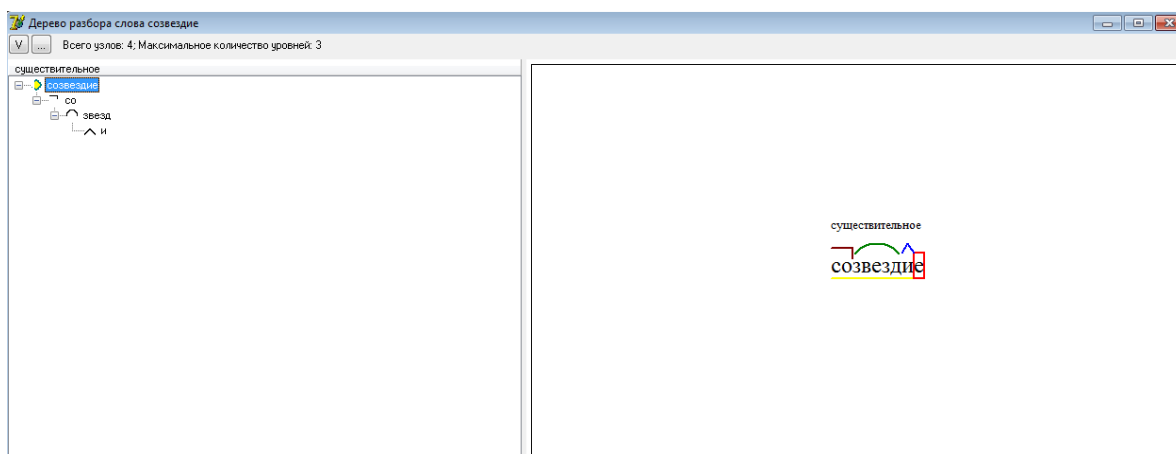 Дерево разбора слова созвездие
V ... Всего узлов: 4; Максимальное количество уровней: 3
существительное
созвездие
со
звезд
и
существительное
созвездие